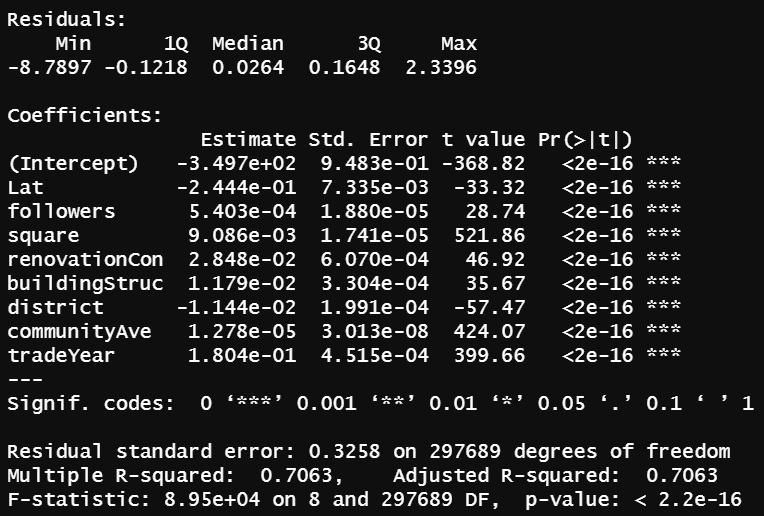 Residuals:
    Min      1Q  Median      3Q     Max
-8.7897 -0.1218  0.0264  0.1648  2.3396

Coefficients:
                Estimate Std. Error t value Pr(>|t|)
(Intercept)   -3.497e+02  9.483e-01 -368.82   <2e-16 ***
Lat           -2.444e-01  7.335e-03  -33.32   <2e-16 ***
followers      5.403e-04  1.880e-05   28.74   <2e-16 ***
square         9.086e-03  1.741e-05  521.86   <2e-16 ***
renovationCon  2.848e-02  6.070e-04   46.92   <2e-16 ***
buildingStruc  1.179e-02  3.304e-04   35.67   <2e-16 ***
district      -1.144e-02  1.991e-04  -57.47   <2e-16 ***
communityAve   1.278e-05  3.013e-08  424.07   <2e-16 ***
tradeYear      1.804e-01  4.515e-04  399.66   <2e-16 ***
---
Signif. codes:  0 ‘***’ 0.001 ‘**’ 0.01 ‘*’ 0.05 ‘.’ 0.1 ‘ ’ 1

Residual standard error: 0.3258 on 297689 degrees of freedom
Multiple R-squared:  0.7063,    Adjusted R-squared:  0.7063
F-statistic: 8.95e+04 on 8 and 297689 DF,  p-value: < 2.2e-16